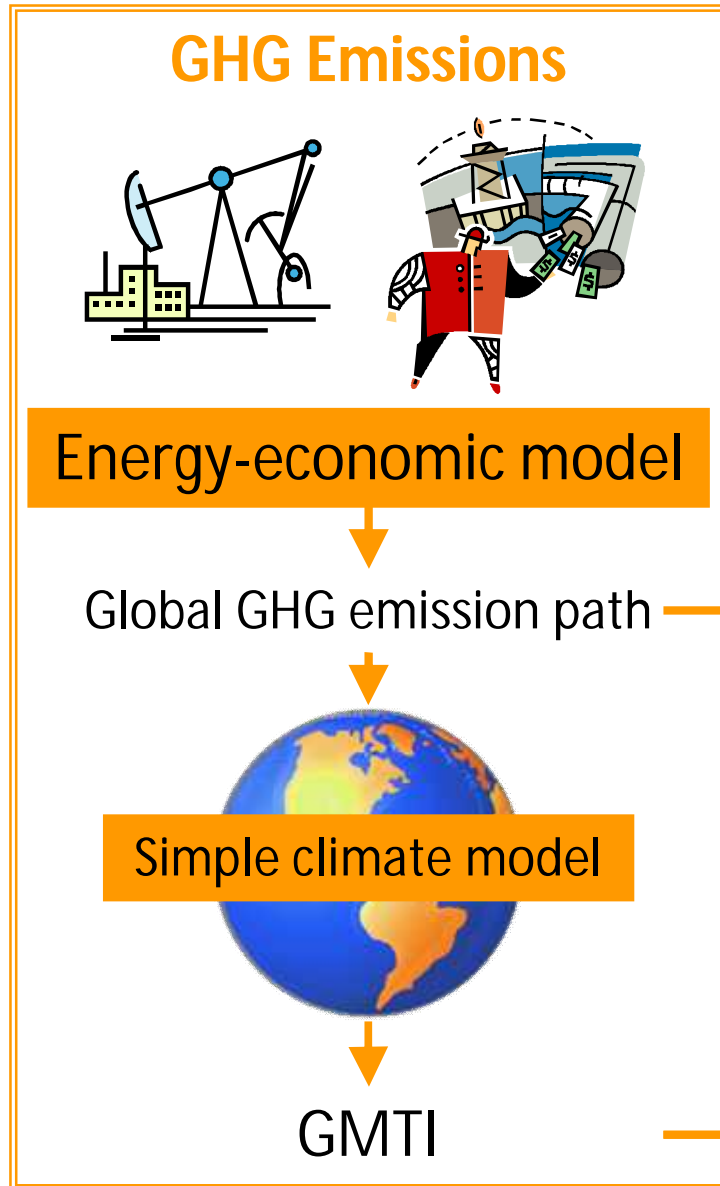 GHG Emissions
Energy-economic model
Global GHG emission path
Simple climate model
GMTI